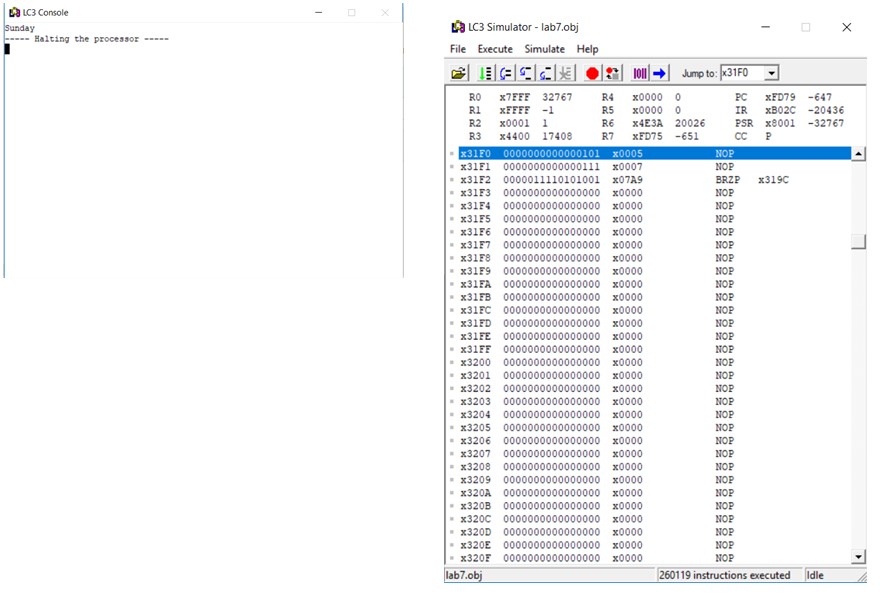 LC3 Console
Sunday
----- Halting the processor -----
LC3 Simulator - lab7.obj
File Execute Simulate Help
Jump to: x31F0
R0 x7FFF 32767 R4 x0000 0 PC xFD79 -647
R1 xFFFF -1 R5 x0000 0 IR xB02C -20436
R2 x0001 1 R6 x4E3A 20026 PSR x8001 -32767
R3 x4400 17408 R7 xFD75 -651 CC P
x31F0 0000000000000101 x0005 NOP
x31F1 0000000000000111 x0007 NOP
x31F2 0000011110101001 x07A9 BRZP x319C
x31F3 0000000000000000 x0000 NOP
x31F4 0000000000000000 x0000 NOP
x31F5 0000000000000000 x0000 NOP
x31F6 0000000000000000 x0000 NOP
x31F7 0000000000000000 x0000 NOP
x31F8 0000000000000000 x0000 NOP
x31F9 0000000000000000 x0000 NOP
x31FA 0000000000000000 x0000 NOP
x31FB 0000000000000000 x0000 NOP
x31FC 0000000000000000 x0000 NOP
x31FD 0000000000000000 x0000 NOP
x31FE 0000000000000000 x0000 NOP
x31FF 0000000000000000 x0000 NOP
x3200 0000000000000000 x0000 NOP
x3201 0000000000000000 x0000 NOP
x3202 0000000000000000 x0000 NOP
x3203 0000000000000000 x0000 NOP
x3204 0000000000000000 x0000 NOP
x3205 0000000000000000 x0000 NOP
x3206 0000000000000000 x0000 NOP
x3207 0000000000000000 x0000 NOP
x3208 0000000000000000 x0000 NOP
x3209 0000000000000000 x0000 NOP
x320A 0000000000000000 x0000 NOP
x320B 0000000000000000 x0000 NOP
x320C 0000000000000000 x0000 NOP
x320D 0000000000000000 x0000 NOP
x320E 0000000000000000 x0000 NOP
x320F 0000000000000000 x0000 NOP
lab7.obj 260119 instructions executed Idle